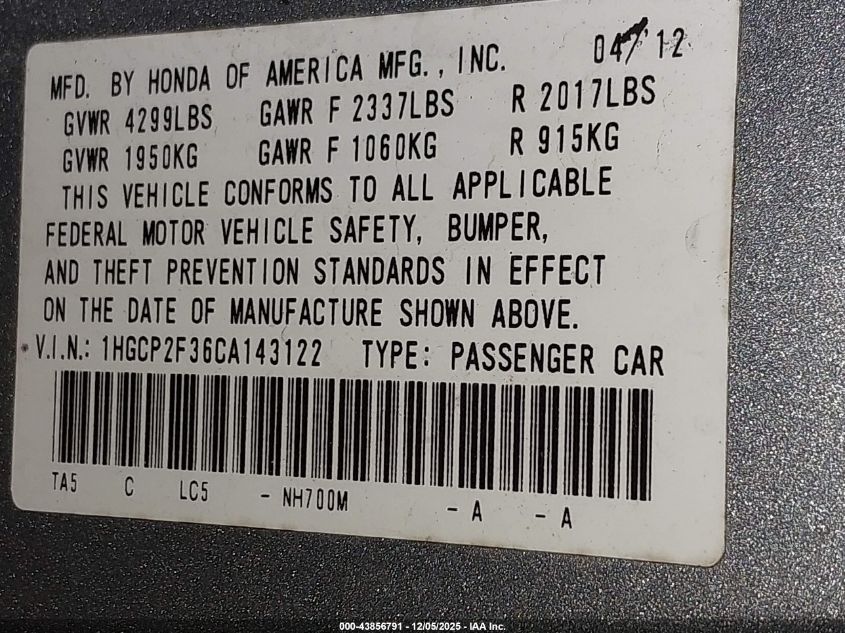 MFD. BY HONDA OF AMERICA MFG., INC. 04/12
GVWR 4299LBS GAWR F 2337LBS R 2017LBS
GVWR 1950KG GAWR F 1060KG R 915KG
THIS VEHICLE CONFORMS TO ALL APPLICABLE
FEDERAL MOTOR VEHICLE SAFETY, BUMPER,
AND THEFT PREVENTION STANDARDS IN EFFECT
ON THE DATE OF MANUFACTURE SHOWN ABOVE.
V.I.N.: 1HGCP2F36CA143122 TYPE: PASSENGER CAR
TA5 C LC5 - NH700M - A - A
000-43856791 - 12/05/2025 - IAA Inc.